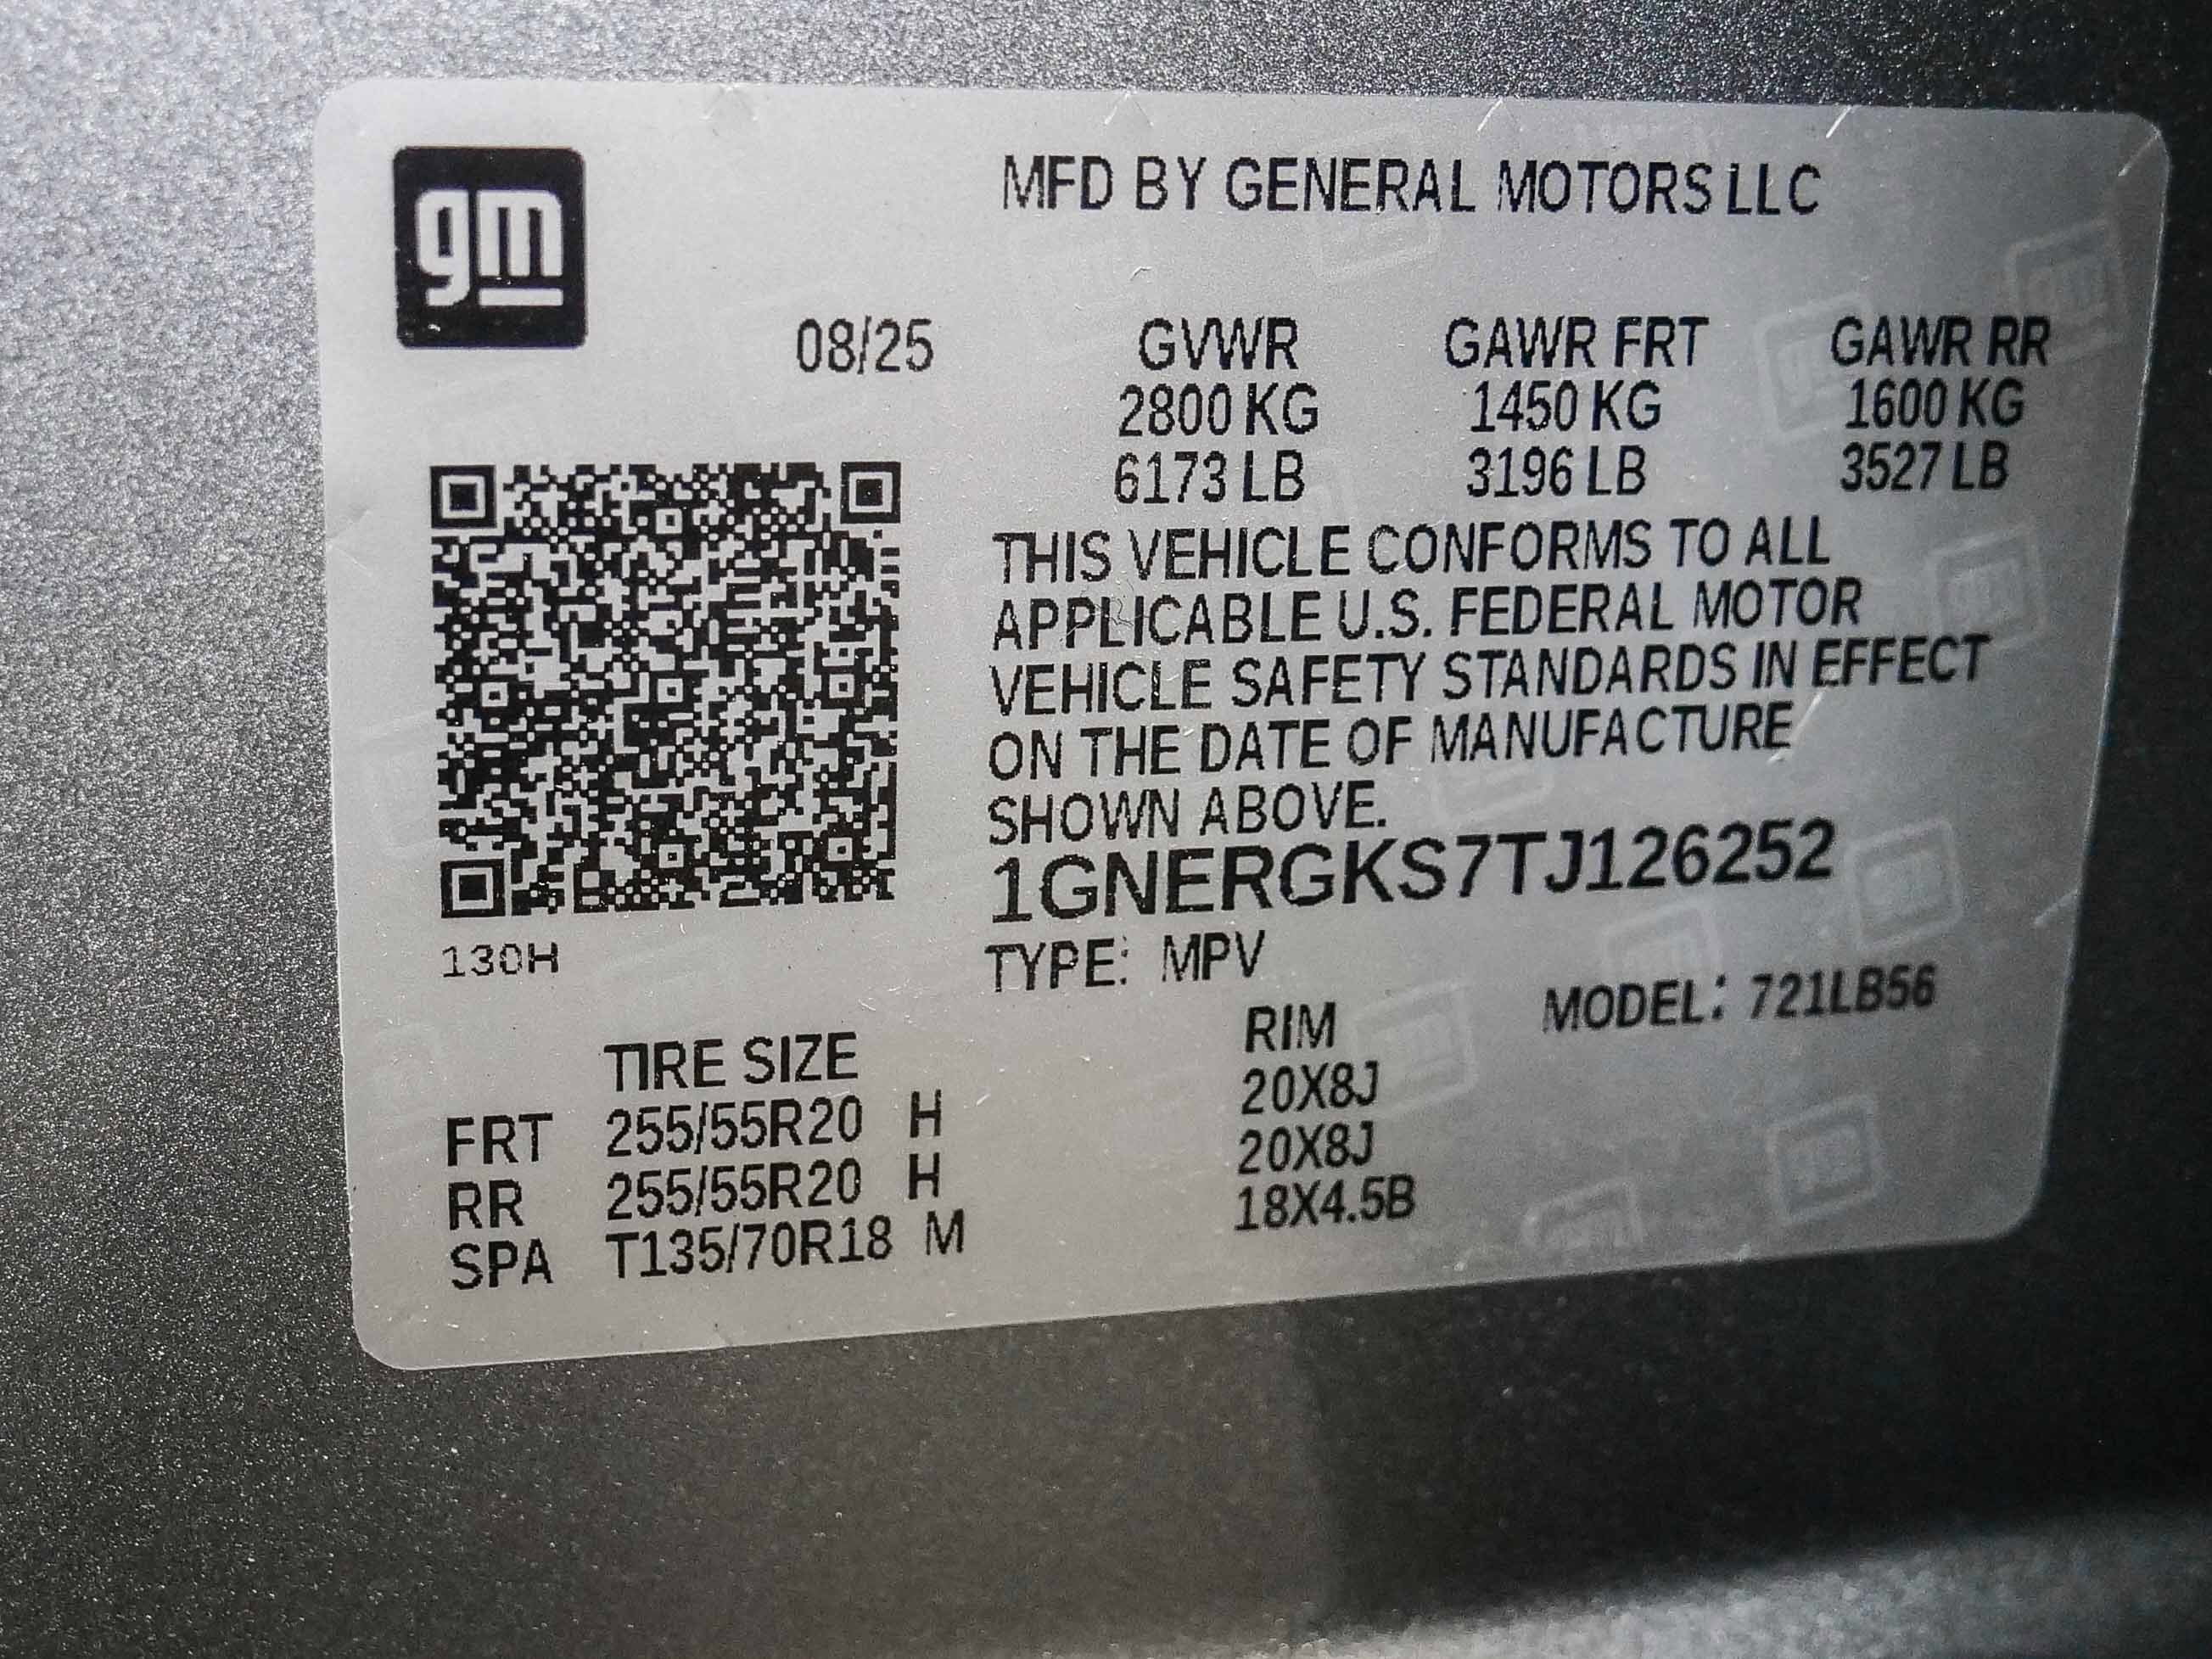 gm
MFD BY GENERAL MOTORS LLC
08/25 GVWR GAWR FRT GAWR RR
2800 KG 1450 KG 1600 KG
6173 LB 3196 LB 3527 LB
THIS VEHICLE CONFORMS TO ALL
APPLICABLE U.S. FEDERAL MOTOR
VEHICLE SAFETY STANDARDS IN EFFECT
ON THE DATE OF MANUFACTURE
SHOWN ABOVE.
1GNERGKS7TJ126252
130H
TYPE: MPV
MODEL: 721LB56
TIRE SIZE RIM
FRT 255/55R20 H 20X8J
RR 255/55R20 H 20X8J
SPA T135/70R18 M 18X4.5B